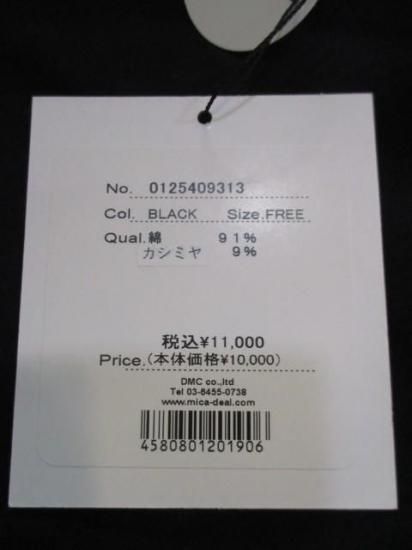 No. 0125409313
Col. BLACK Size.FREE
Qual.綿 91%
カシミヤ 9%
税込¥11,000
Price.(本体価格¥10,000)
DMC co.,ltd
Tel 03-6455-0738
www.mica-deal.com
4580801201906